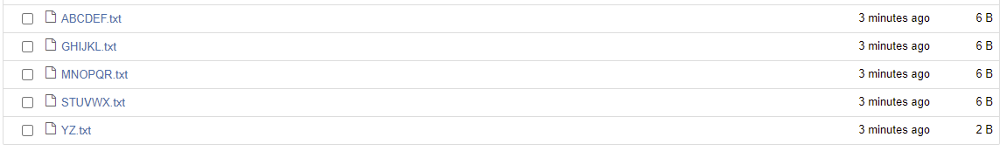 ABCDEF.txt 3 minutes ago 6 B
GHIJKL.txt 3 minutes ago 6 B
MNOPQR.txt 3 minutes ago 6 B
STUVWX.txt 3 minutes ago 6 B
YZ.txt 3 minutes ago 2 B